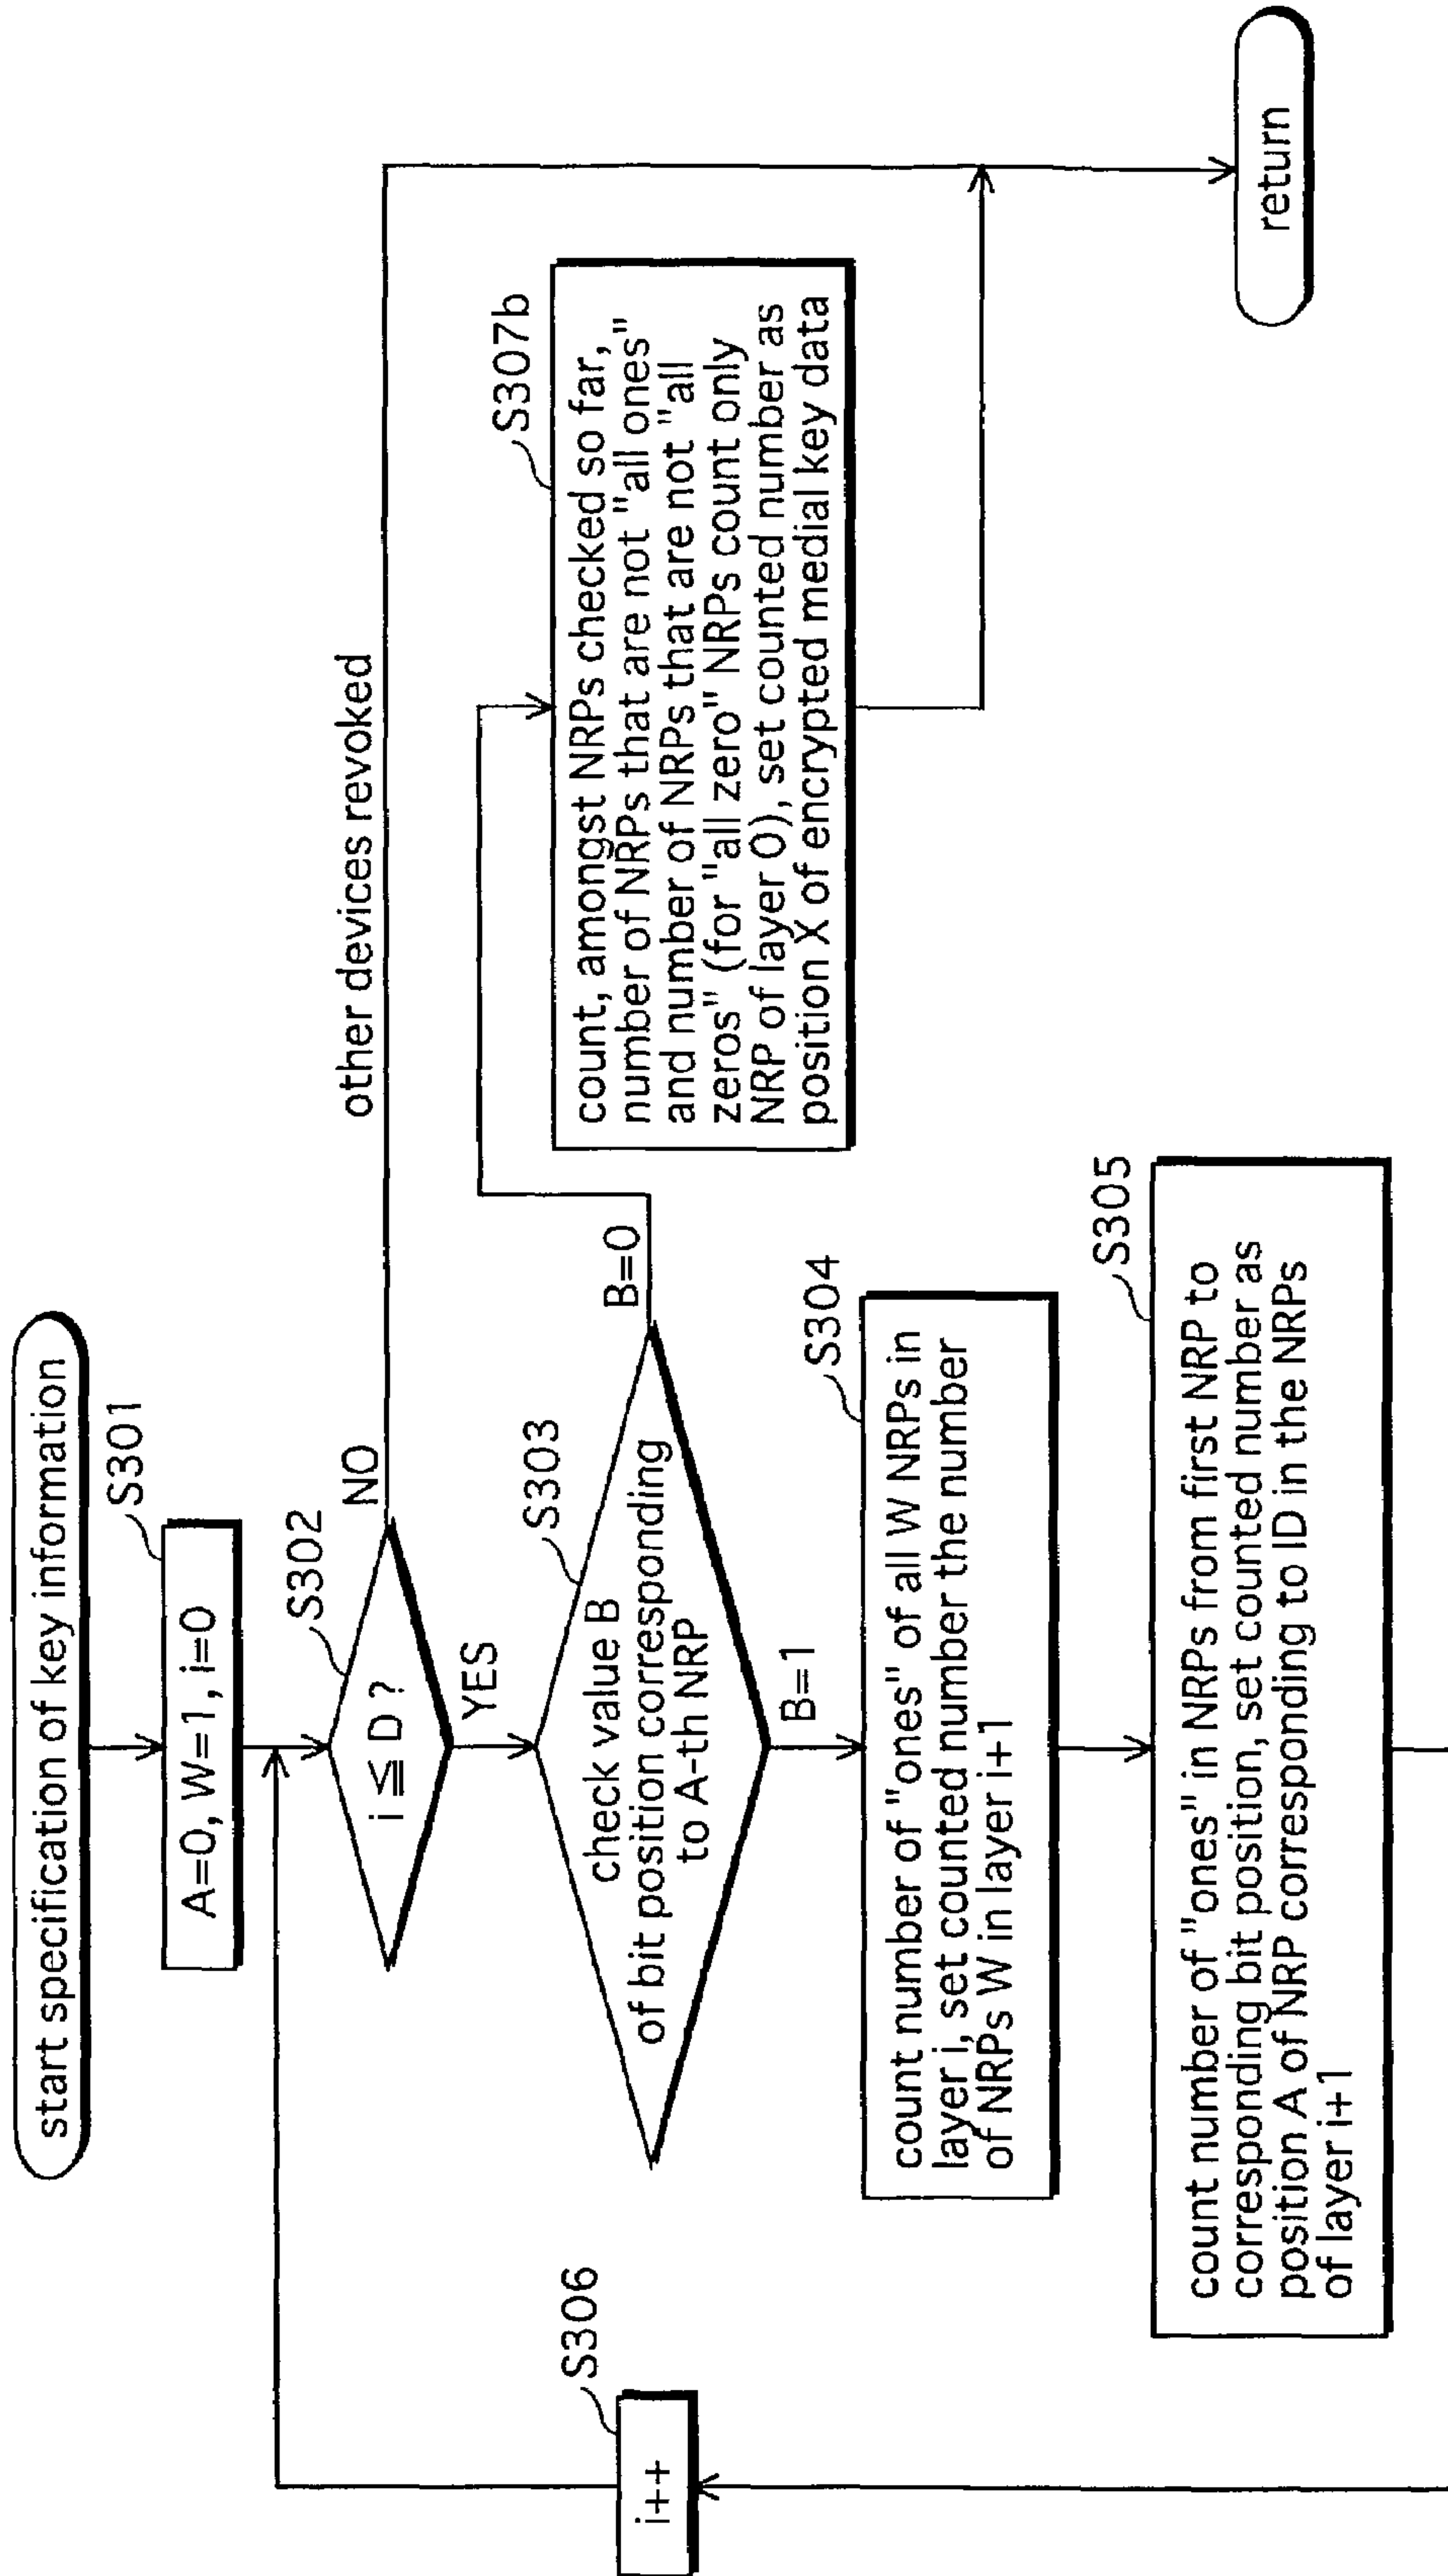 start specification of key information
S301
A=0, W=1, i=0
S302
i ≦ D ?
NO
other devices revoked
YES
S303
check value B
of bit position corresponding
to A-th NRP
B=0
B=1
S307b
count, amongst NRPs checked so far,
number of NRPs that are not "all ones"
and number of NRPs that are not "all
zeros" (for "all zero" NRPs count only
NRP of layer 0), set counted number as
position X of encrypted medial key data
S304
count number of "ones" of all W NRPs in
layer i, set counted number the number
of NRPs W in layer i+1
S305
count number of "ones" in NRPs from first NRP to
corresponding bit position, set counted number as
position A of NRP corresponding to ID in the NRPs
of layer i+1
S306
i++
return